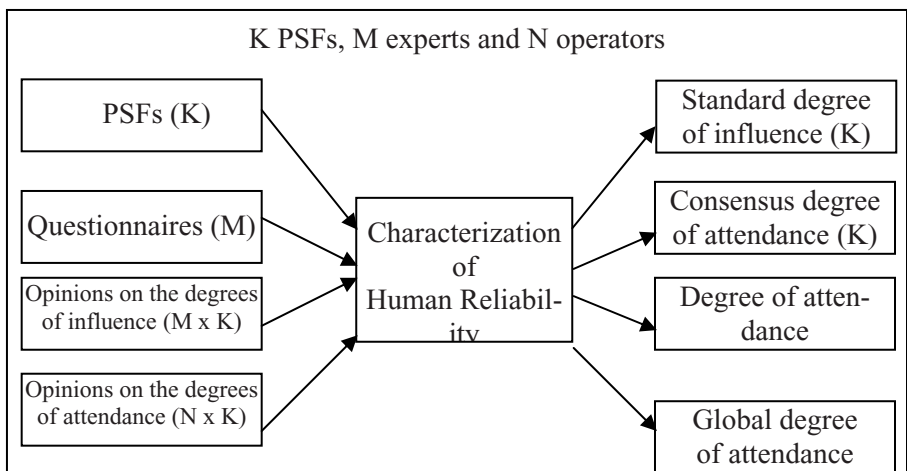 K PSFs, M experts and N operators
PSFs (K)
Questionnaires (M)
Opinions on the degrees
of influence (M x K)
Opinions on the degrees
of attendance (N x K)
Characterization
of
Human Reliabil-
ity
Standard degree
of influence (K)
Consensus degree
of attendance (K)
Degree of atten-
dance
Global degree
of attendance